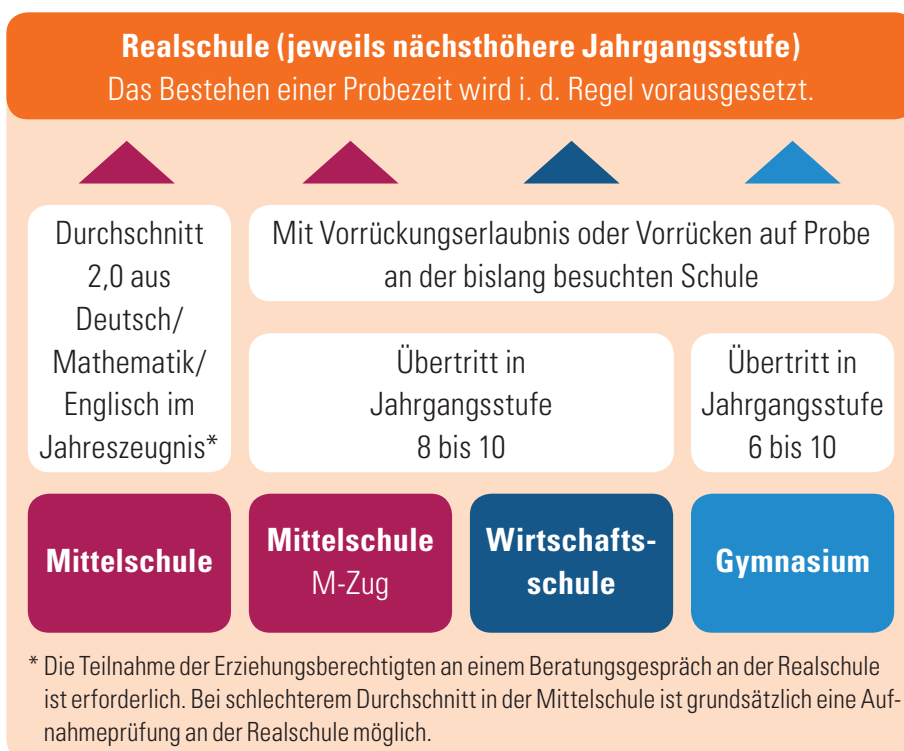 Realschule (jeweils nächsthöhere Jahrgangsstufe)
Das Bestehen einer Probezeit wird i. d. Regel vorausgesetzt.
Durchschnitt
2,0 aus
Deutsch/
Mathematik/
Englisch im
Jahreszeugnis*
Mit Vorrückungserlaubnis oder Vorrücken auf Probe
an der bislang besuchten Schule
Übertritt in
Jahrgangsstufe
8 bis 10
Übertritt in
Jahrgangsstufe
6 bis 10
Mittelschule
Mittelschule
M-Zug
Wirtschafts-
schule
Gymnasium
* Die Teilnahme der Erziehungsberechtigten an einem Beratungsgespräch an der Realschule
ist erforderlich. Bei schlechterem Durchschnitt in der Mittelschule ist grundsätzlich eine Auf-
nahmeprüfung an der Realschule möglich.